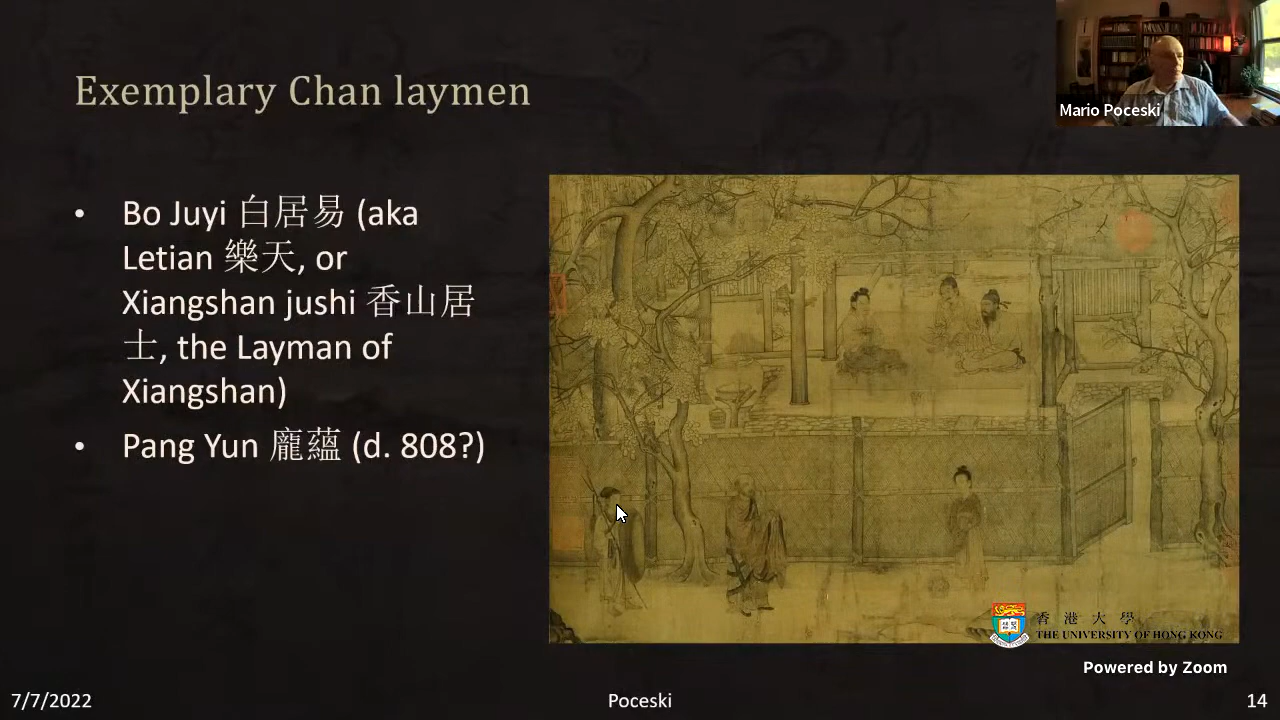 Exemplary Chan laymen
Mario Poceski
• Bo Juyi 白居易 (aka
Letian 樂天, or
Xiangshan jushi 香山居
士, the Layman of
Xiangshan)
• Pang Yun 龐蘊 (d. 808?)
香港大學
THE UNIVERSITY OF HONG KONG
Powered by Zoom
7/7/2022
Poceski
14